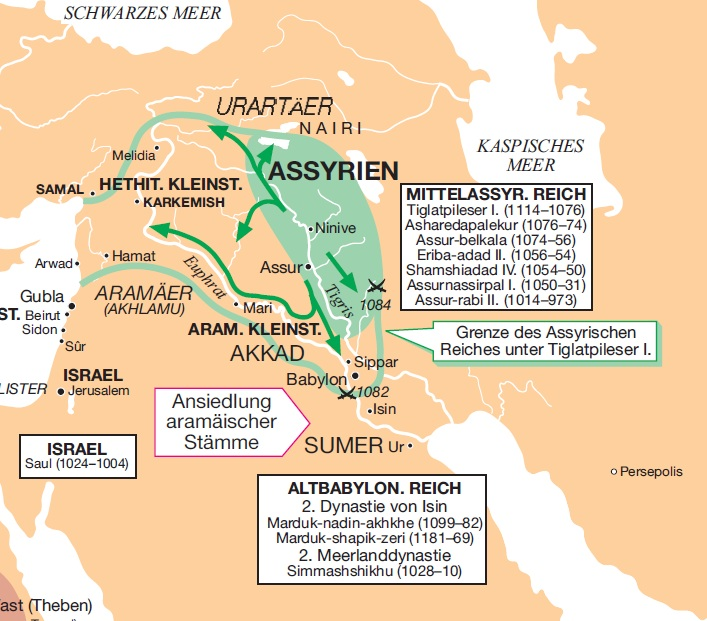 SCHWARZES MEER
URARTÄER
NAIRI
KASPISCHES
MEER
Melidia
ASSYRIEN
SAMAL
HETHIT. KLEINST.
KARKEMISH
MITTELASSYR. REICH
Tiglatpileser I. (1114–1076)
Asharedapalekur (1076–74)
Assur-belkala (1074–56)
Eriba-adad II. (1056–54)
Shamshiadad IV. (1054–50)
Assurnassirpal I. (1050–31)
Assur-rabi II. (1014–973)
Ninive
Hamat
Arwad
Assur
Euphrat
Tigris
1084
Gubla
ARAMÄER
(AKHLAMU)
Mari
ST.
Beirut
Sidon
Sûr
ARAM. KLEINST.
AKKAD
Grenze des Assyrischen
Reiches unter Tiglatpileser I.
Sippar
ISRAEL
Babylon
LISTER
Jerusalem
1082
Ansiedlung
aramäischer
Stämme
Isin
SUMER
Ur
ISRAEL
Saul (1024–1004)
Persepolis
ALTBABYLON. REICH
2. Dynastie von Isin
Marduk-nadin-akhkhe (1099–82)
Marduk-shapik-zeri (1181–69)
2. Meerlanddynastie
Simmashshikhu (1028–10)
ast (Theben)